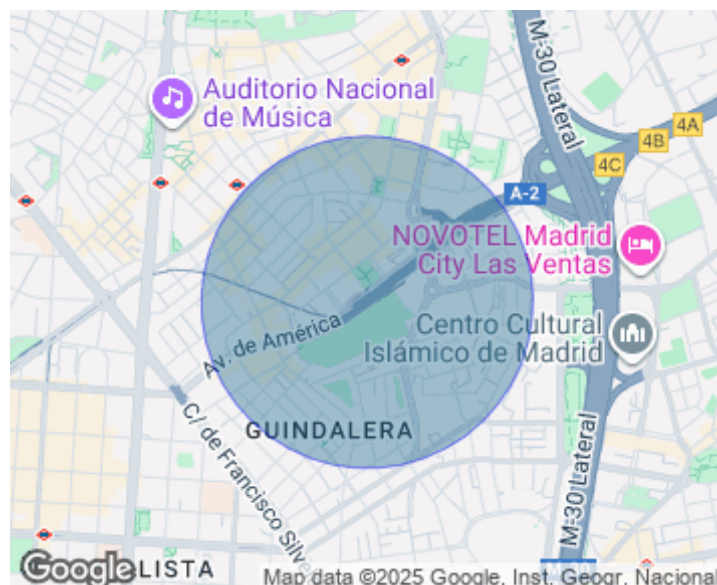 Auditorio Nacional
de Música
M-30 Lateral
4A
4B
4C
A-2
NOVOTEL Madrid
City Las Ventas
Centro Cultural
Islámico de Madrid
Av. de América
GUINDALERA
C/ de Francisco Silve
M-30 Lateral
Google
LISTA
Map data ©2025 Google, Inst. Geogr. Nacional